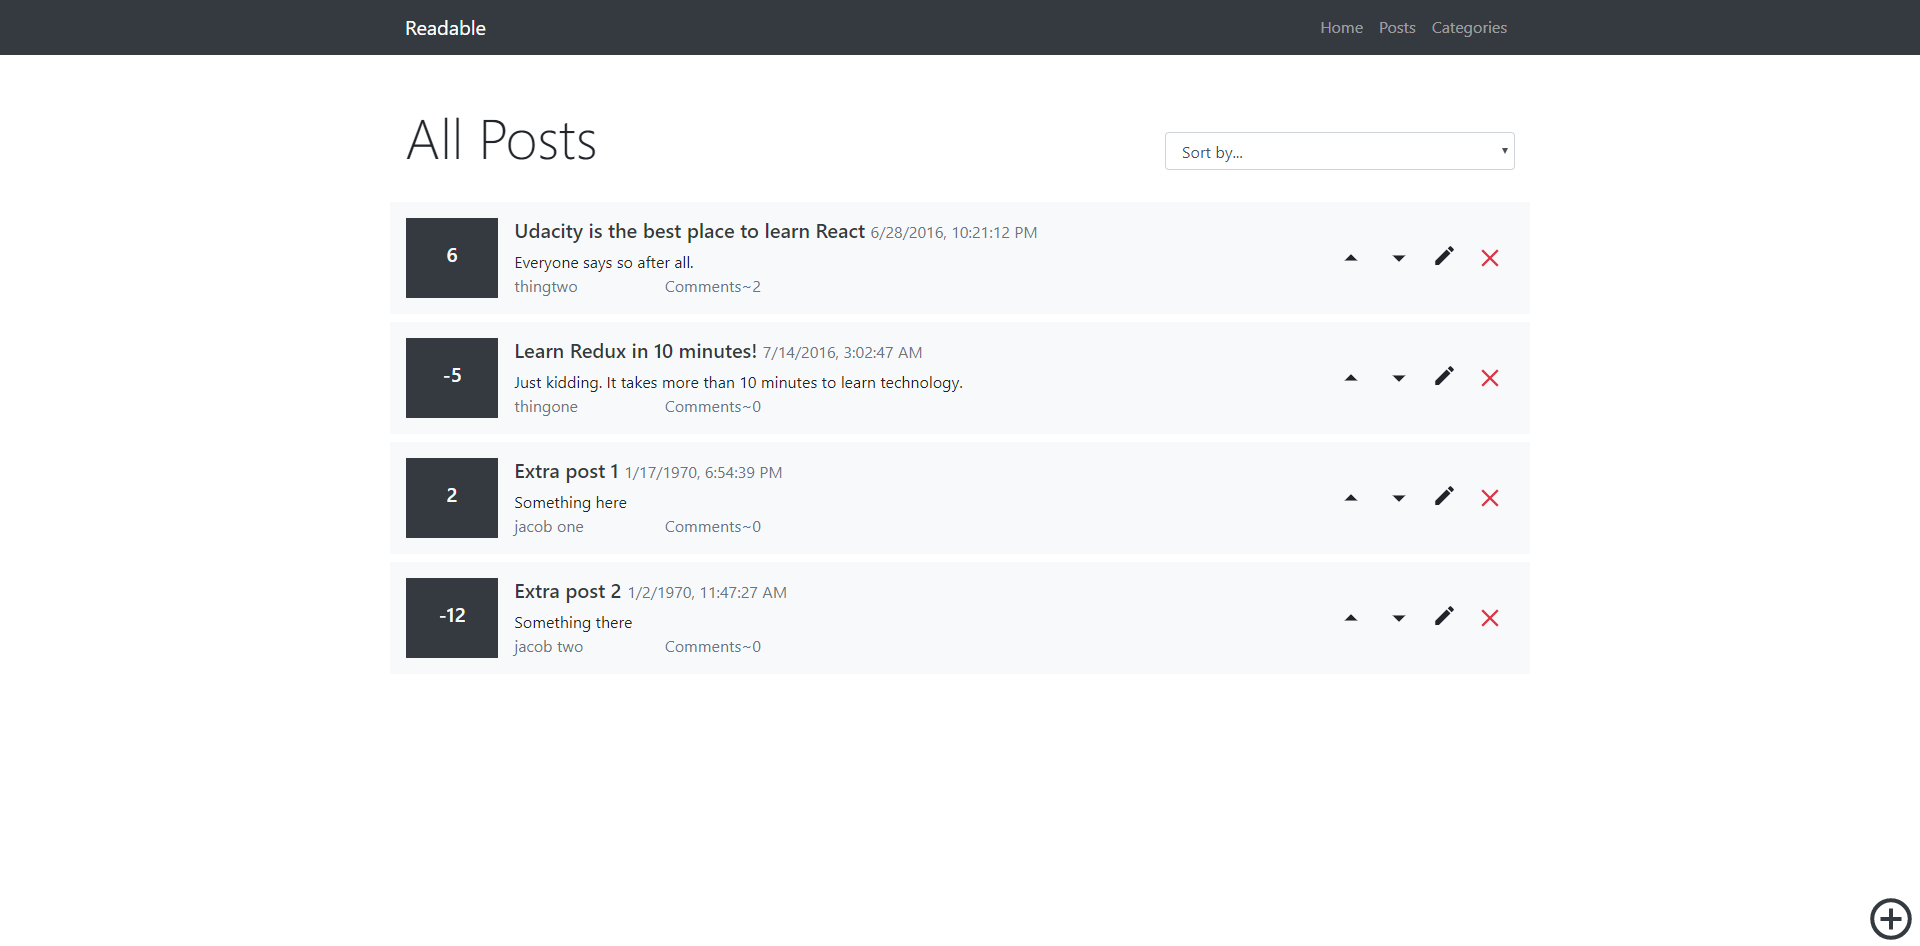 Readable Home Posts Categories
All Posts
Sort by...
6
Udacity is the best place to learn React 6/28/2016, 10:21:12 PM
Everyone says so after all.
thingtwo Comments~2
-5
Learn Redux in 10 minutes! 7/14/2016, 3:02:47 AM
Just kidding. It takes more than 10 minutes to learn technology.
thingone Comments~0
2
Extra post 1 1/17/1970, 6:54:39 PM
Something here
jacob one Comments~0
-12
Extra post 2 1/2/1970, 11:47:27 AM
Something there
jacob two Comments~0